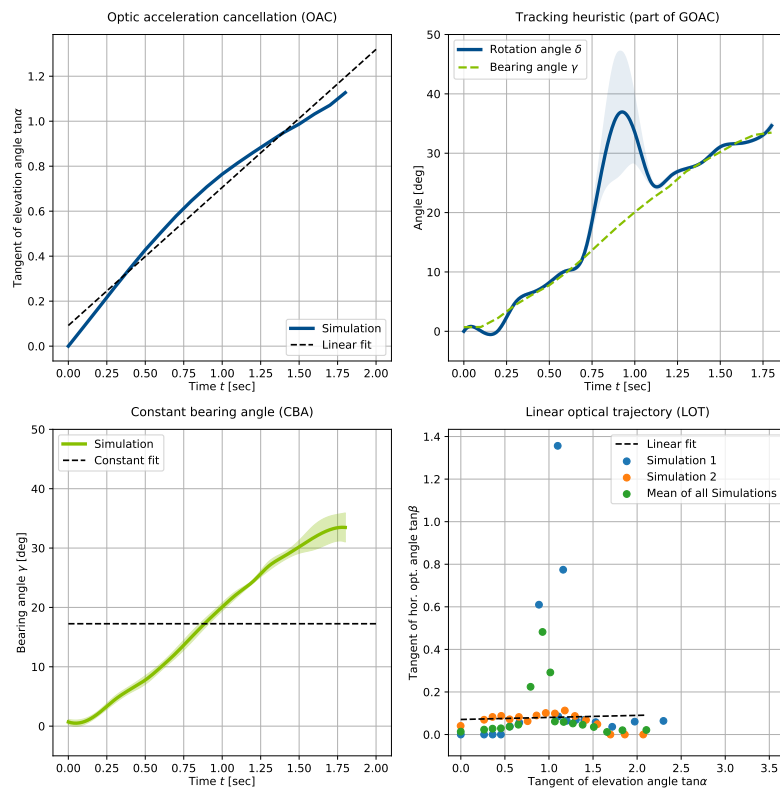 Optic acceleration cancellation (OAC)
Tangent of elevation angle tanα
1.2
1.0
0.8
0.6
0.4
0.2
0.0
Simulation
Linear fit
0.00 0.25 0.50 0.75 1.00 1.25 1.50 1.75 2.00
Time t [sec]
Tracking heuristic (part of GOAC)
Angle [deg]
50
40
30
20
10
0
Rotation angle δ
Bearing angle γ
0.00 0.25 0.50 0.75 1.00 1.25 1.50 1.75
Time t [sec]
Constant bearing angle (CBA)
Bearing angle γ [deg]
50
40
30
20
10
0
Simulation
Constant fit
0.00 0.25 0.50 0.75 1.00 1.25 1.50 1.75 2.00
Time t [sec]
Linear optical trajectory (LOT)
Tangent of hor. opt. angle tanβ
1.4
1.2
1.0
0.8
0.6
0.4
0.2
0.0
Linear fit
Simulation 1
Simulation 2
Mean of all Simulations
0.0 0.5 1.0 1.5 2.0 2.5 3.0 3.5
Tangent of elevation angle tanα